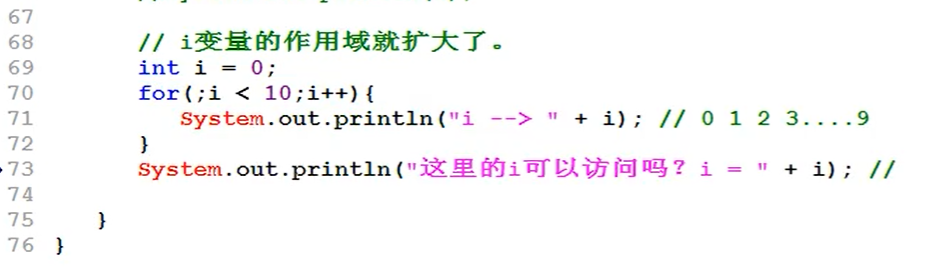 67
68 // i变量的作用域就扩大了。
69 int i = 0;
70 for(;i < 10;i++){
71 System.out.println("i --> " + i); // 0 1 2 3....9
72 }
73 System.out.println("这里的i可以访问吗? i = " + i); //
74
75 }
76 }